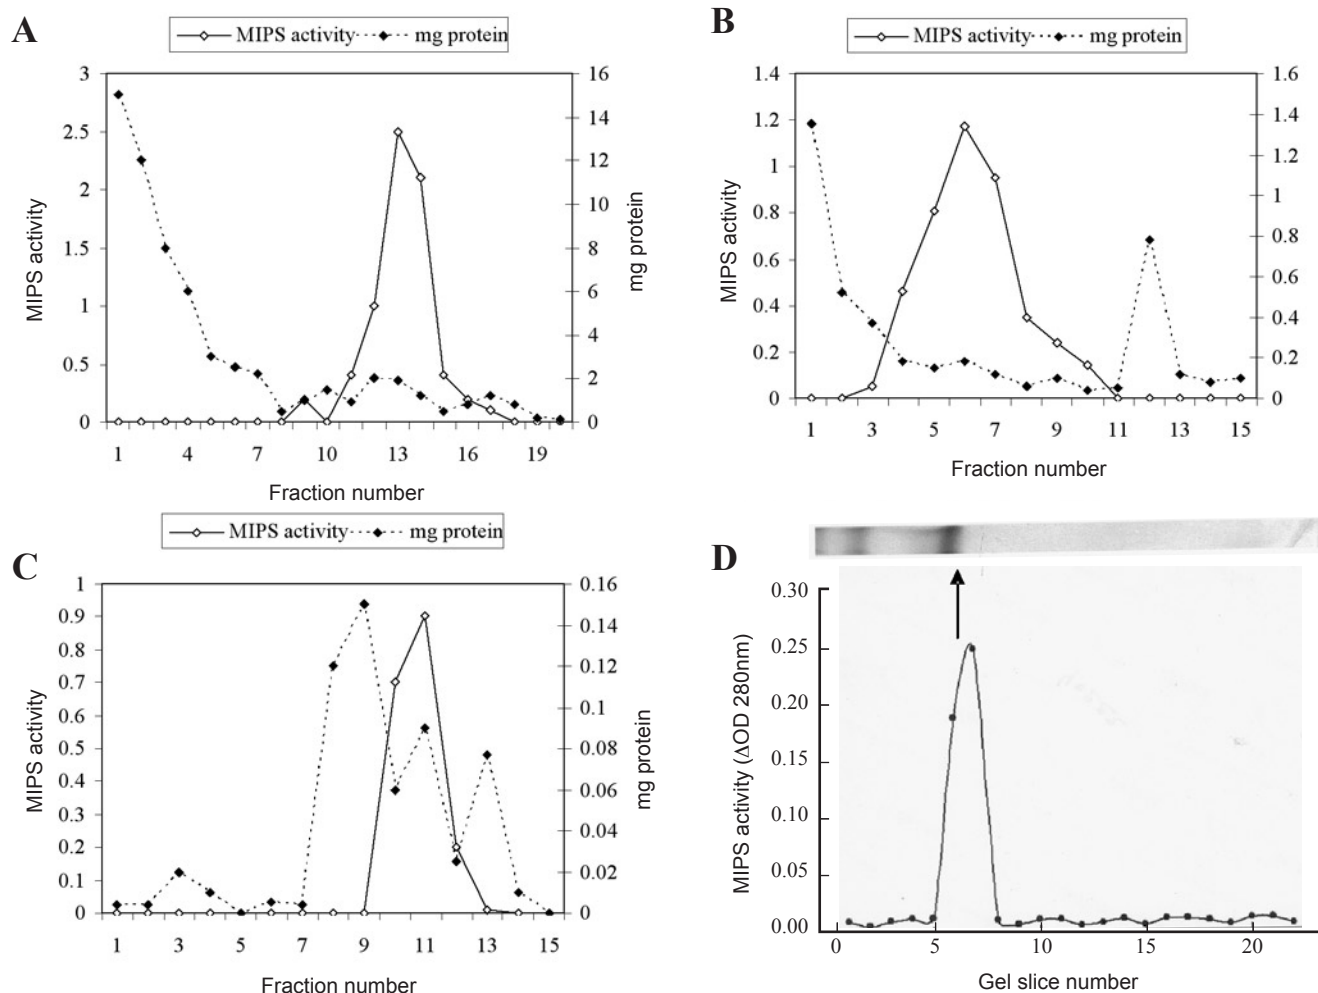 A
MIPS activity mg protein
3
2.5
2
1.5
1
0.5
0
16
14
12
10
8
6
4
2
0
MIPS activity
mg protein
1 4 7 10 13 16 19
Fraction number
B
MIPS activity mg protein
1.4
1.2
1
0.8
0.6
0.4
0.2
0
1.6
1.4
1.2
1
0.8
0.6
0.4
0.2
0
MIPS activity
1 3 5 7 9 11 13 15
Fraction number
C
MIPS activity mg protein
1
0.9
0.8
0.7
0.6
0.5
0.4
0.3
0.2
0.1
0
0.16
0.14
0.12
0.10
0.08
0.06
0.04
0.02
0
MIPS activity
mg protein
1 3 5 7 9 11 13 15
Fraction number
D
0.30
0.25
0.20
0.15
0.10
0.05
0.00
MIPS activity (ΔOD 280nm)
0 5 10 15 20
Gel slice number